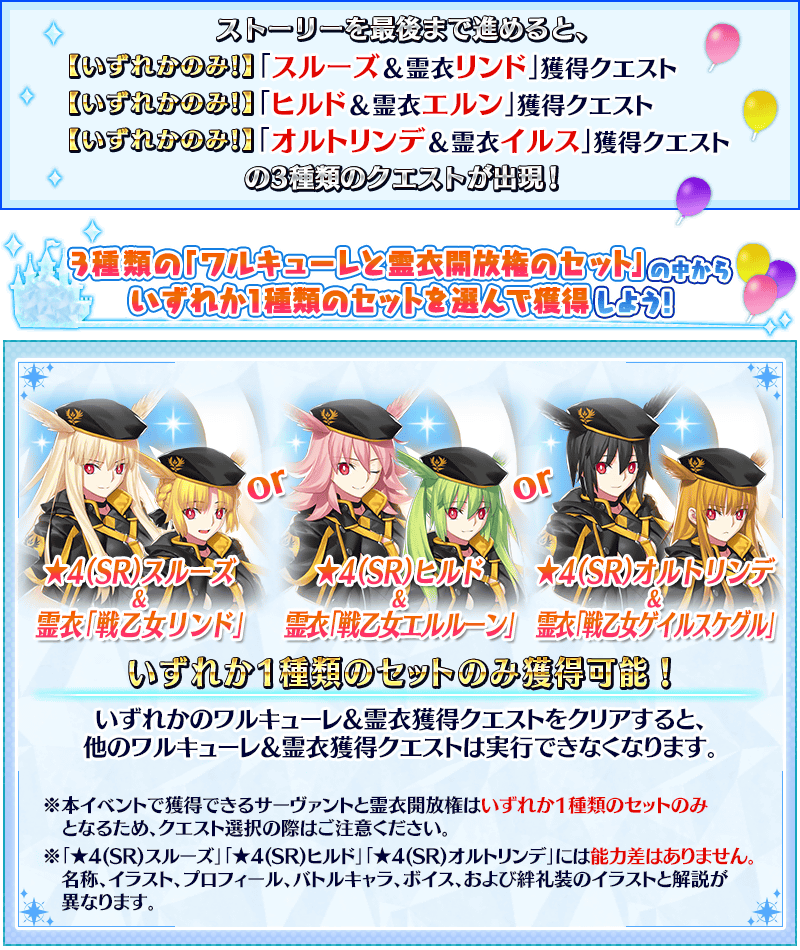 ストーリーを最後まで進めると、
【いずれかのみ!】「スルーズ&霊衣リンド」獲得クエスト
【いずれかのみ!】「ヒルド&霊衣エルン」獲得クエスト
【いずれかのみ!】「オルトリンデ&霊衣イルス」獲得クエスト
の3種類のクエストが出現!
3種類の「ワルキューレと霊衣開放権のセット」の中から
いずれか1種類のセットを選んで獲得しよう!
or
or
★4(SR)スルーズ
&
霊衣「戦乙女リンド」
★4(SR)ヒルド
&
霊衣「戦乙女エルルーン」
★4(SR)オルトリンデ
&
霊衣「戦乙女ゲイルスケグル」
いずれか1種類のセットのみ獲得可能!
いずれかのワルキューレ&霊衣獲得クエストをクリアすると、
他のワルキューレ&霊衣獲得クエストは実行できなくなります。
※本イベントで獲得できるサーヴァントと霊衣開放権はいずれか1種類のセットのみ
となるため、クエスト選択の際はご注意ください。
※「★4(SR)スルーズ」「★4(SR)ヒルド」「★4(SR)オルトリンデ」には能力差はありません。
名称、イラスト、プロフィール、バトルキャラ、ボイス、および絆礼装のイラストと解説が
異なります。